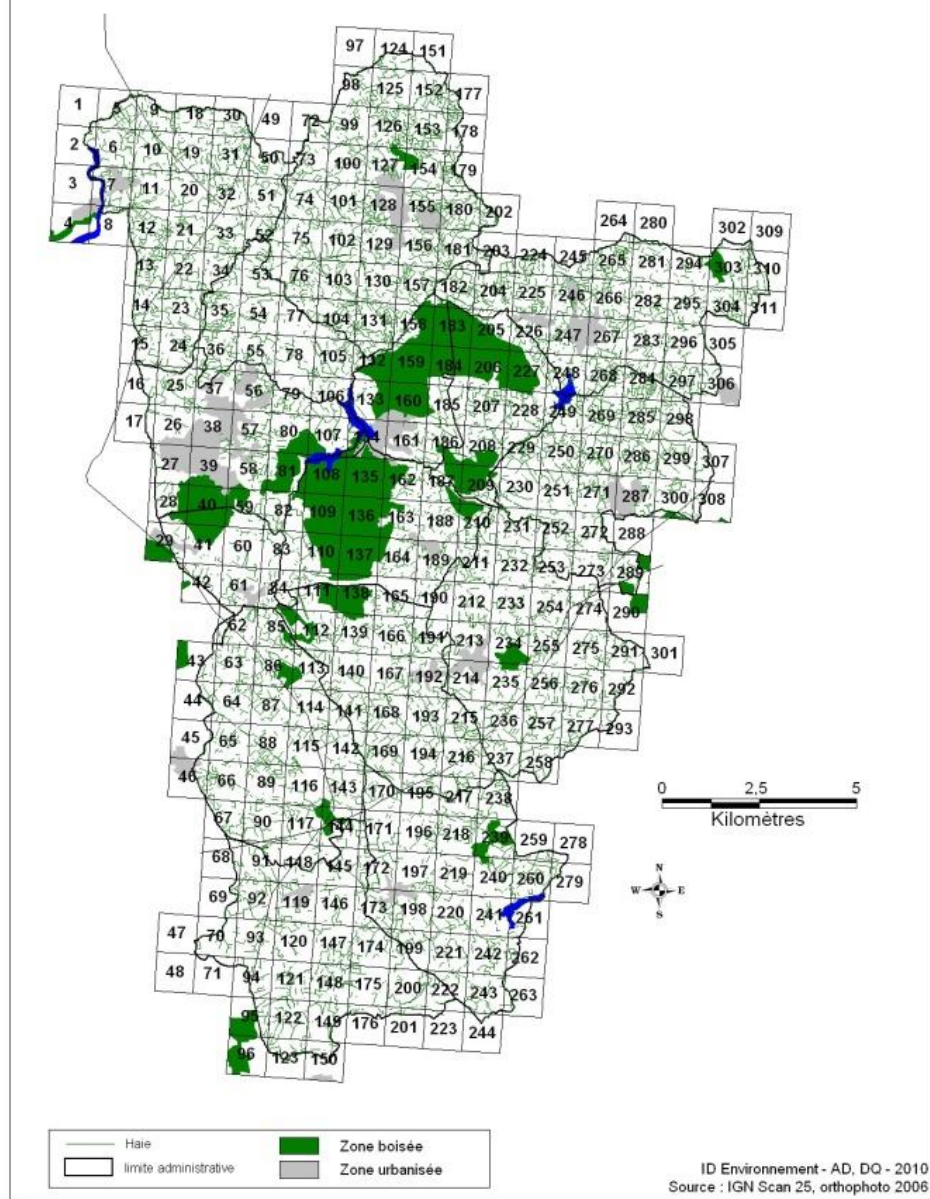 97 124 151
98 125 152 177
1 5 9 18 30 49 72 99 126 153 178
2 6 10 19 31 50 73 100 127 154 179
3 7 11 20 32 51 74 101 128 155 180 202 264 280 302 309
4 8 12 21 33 52 75 102 129 156 181 203 224 245 265 281 294 303 310
13 22 34 53 76 103 130 157 182 204 225 246 266 282 295 304 311
14 23 35 54 77 104 131 158 183 205 226 247 267 283 296 305
15 24 36 55 78 105 132 159 184 206 227 248 268 284 297 306
16 25 37 56 79 106 133 160 185 207 228 249 269 285 298
17 26 38 57 80 107 134 161 186 208 229 250 270 286 299 307
27 39 58 81 108 135 162 187 209 230 251 271 287 300 308
28 40 59 82 109 136 163 188 210 231 252 272 288
29 41 60 83 110 137 164 189 211 232 253 273 289
42 61 84 111 138 165 190 212 233 254 274 290
62 85 112 139 166 191 213 234 255 275 291 301
43 63 86 113 140 167 192 214 235 256 276 292
44 64 87 114 141 168 193 215 236 257 277 293
45 65 88 115 142 169 194 216 237 258
46 66 89 116 143 170 195 217 238
67 90 117 144 171 196 218 239 259 278
68 91 118 145 172 197 219 240 260 279
69 92 119 146 173 198 220 241 261
47 70 93 120 147 174 199 221 242 262
48 71 94 121 148 175 200 222 243 263
95 122 149 176 201 223 244
96 123 150
0 2,5 5
Kilomètres
N
W E
S
Haie
limite administrative
Zone boisée
Zone urbanisée
ID Environnement - AD, DQ - 2010
Source : IGN Scan 25, orthophoto 2006